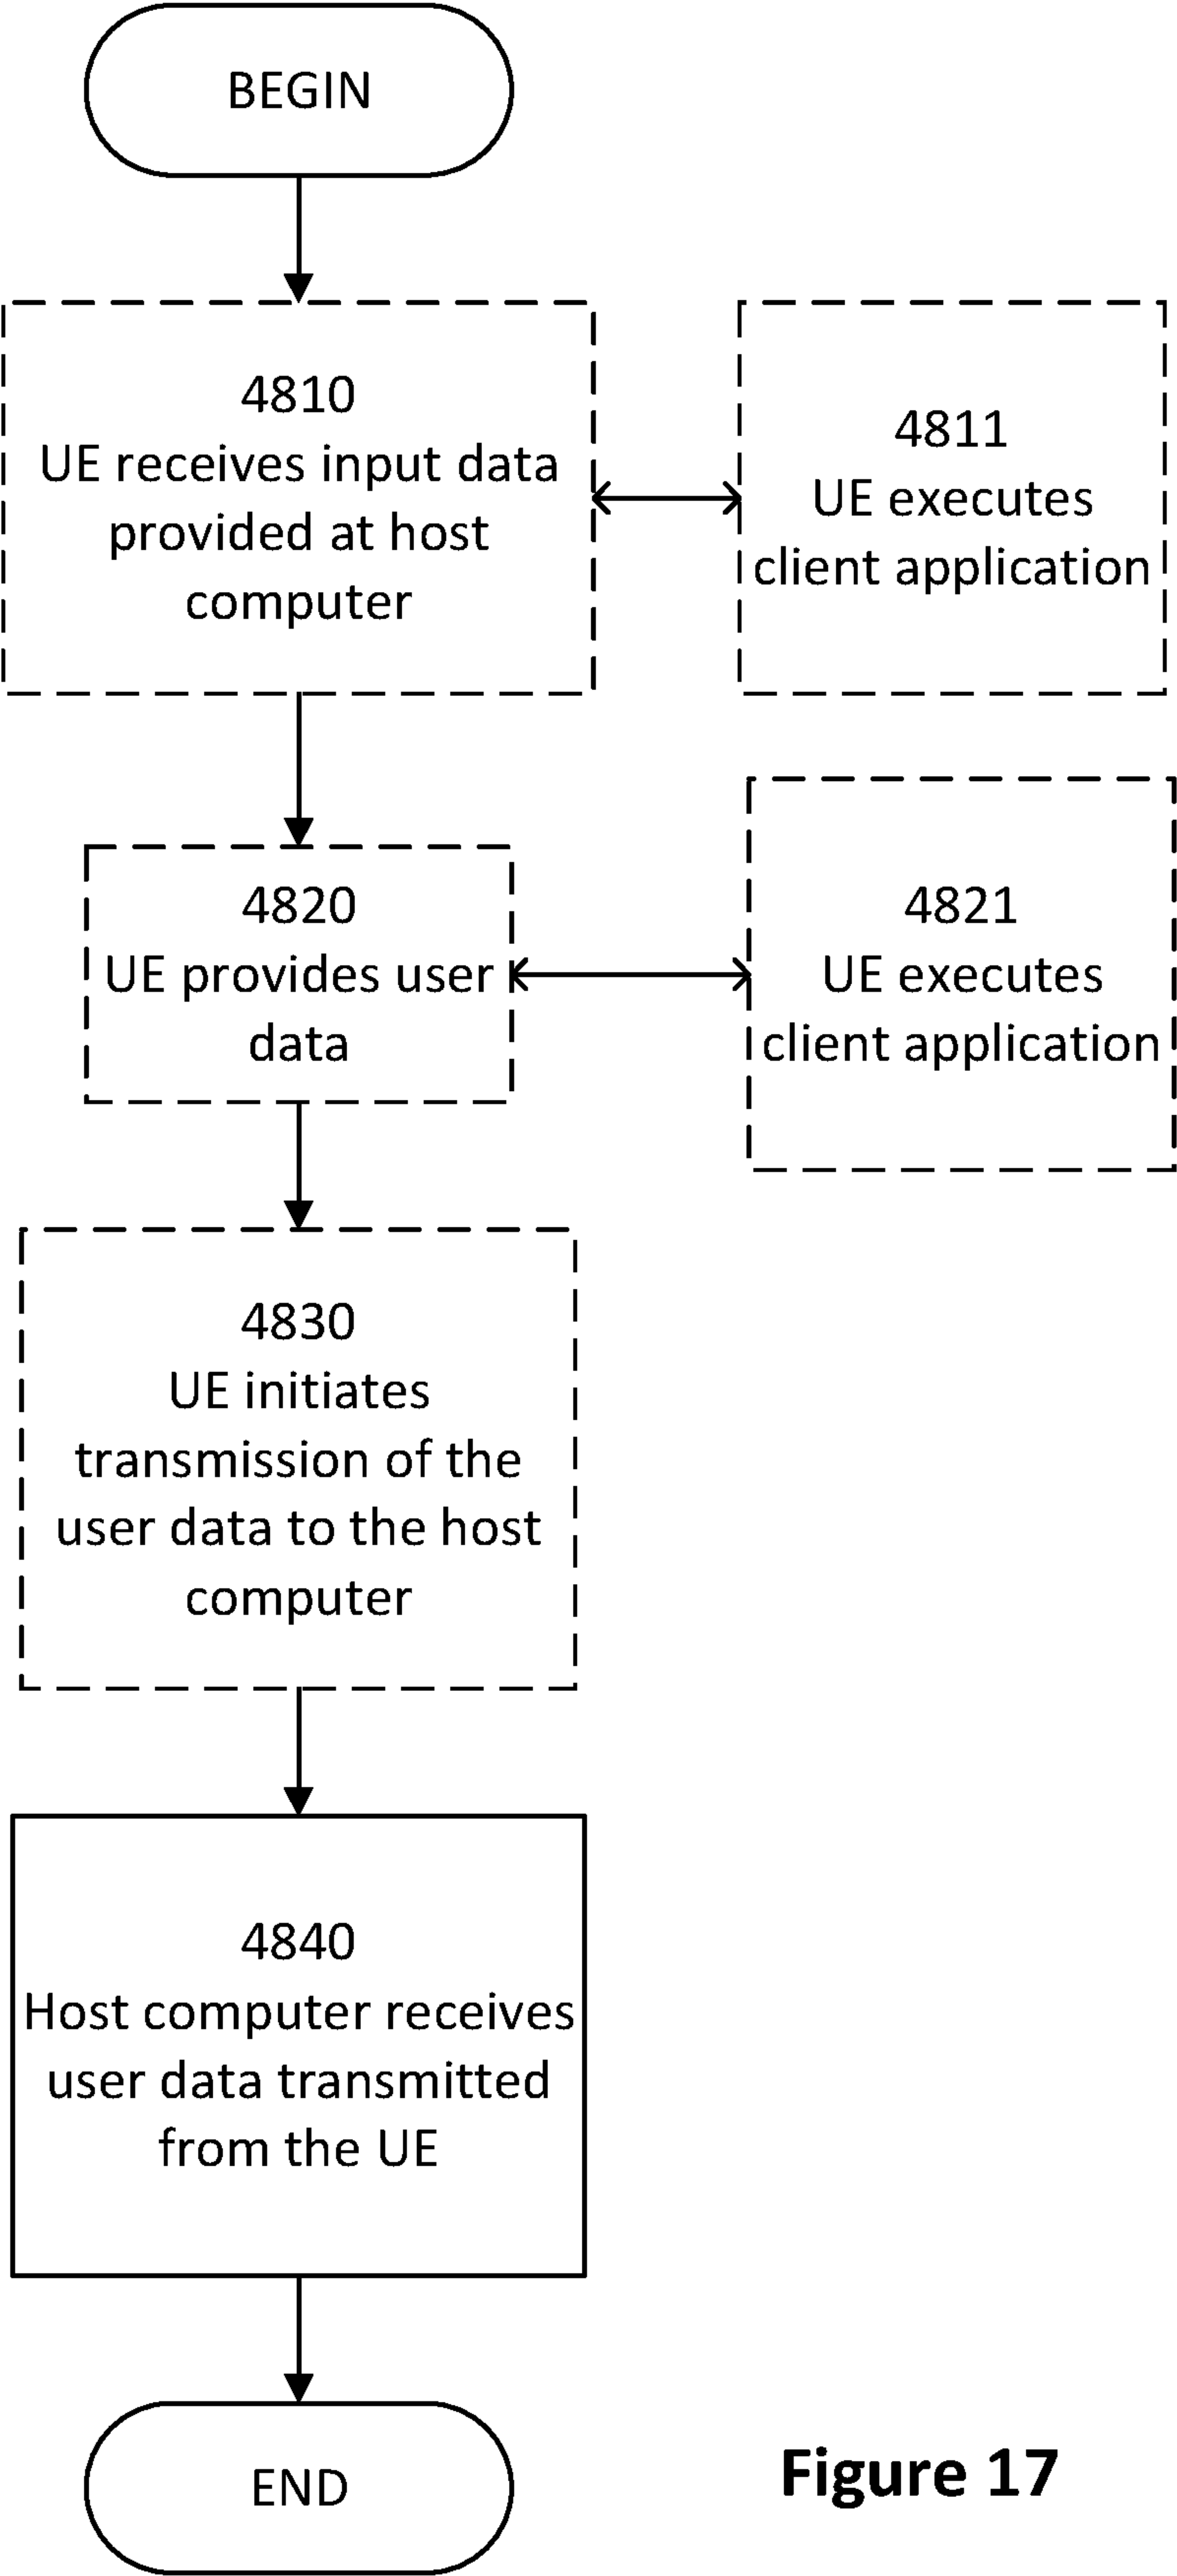 BEGIN
4810
UE receives input data
provided at host
computer
4811
UE executes
client application
4820
UE provides user
data
4821
UE executes
client application
4830
UE initiates
transmission of the
user data to the host
computer
4840
Host computer receives
user data transmitted
from the UE
END
Figure 17